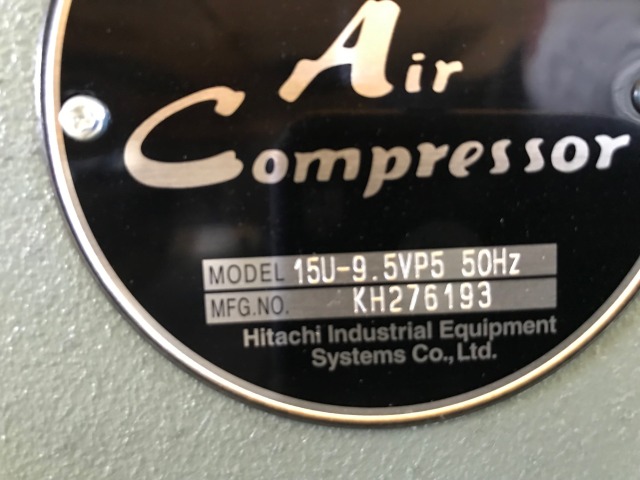 Air
Compressor
MODEL 15U-9.5VP5 50Hz
MFG.NO. KH276193
Hitachi Industrial Equipment
Systems Co., Ltd.